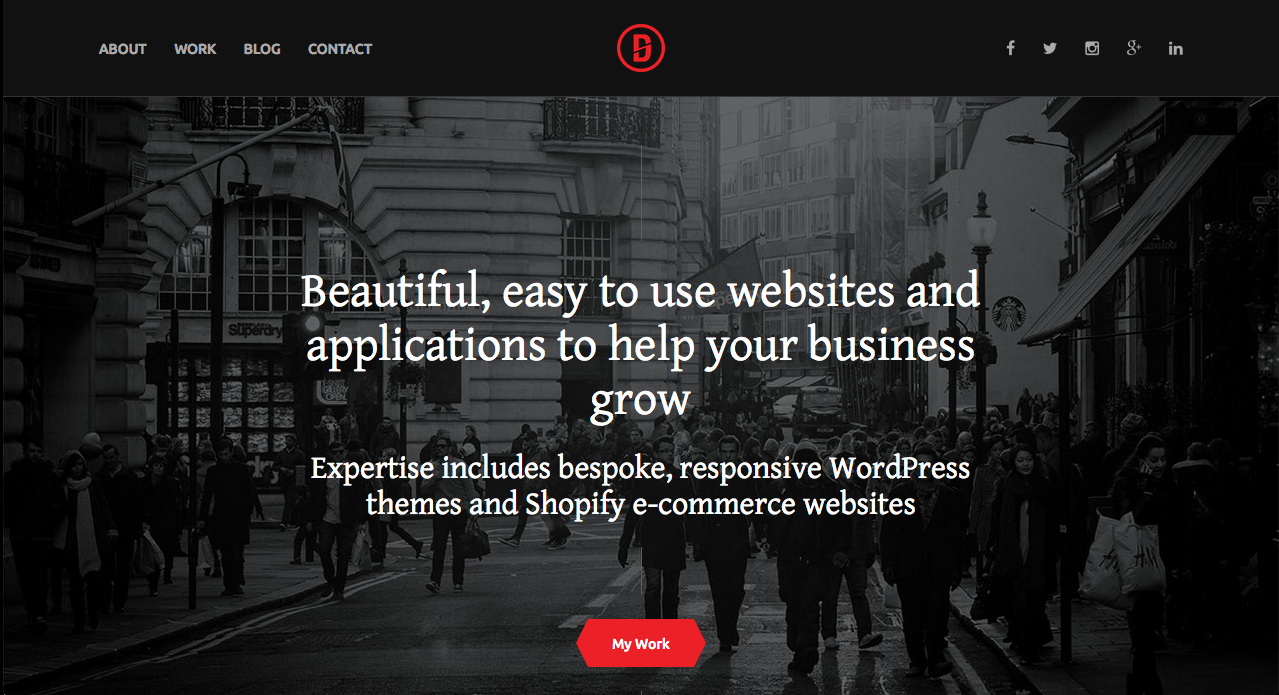 ABOUT WORK BLOG CONTACT
Beautiful, easy to use websites and
applications to help your business
grow
Superdry
Expertise includes bespoke, responsive WordPress
themes and Shopify e-commerce websites
My Work